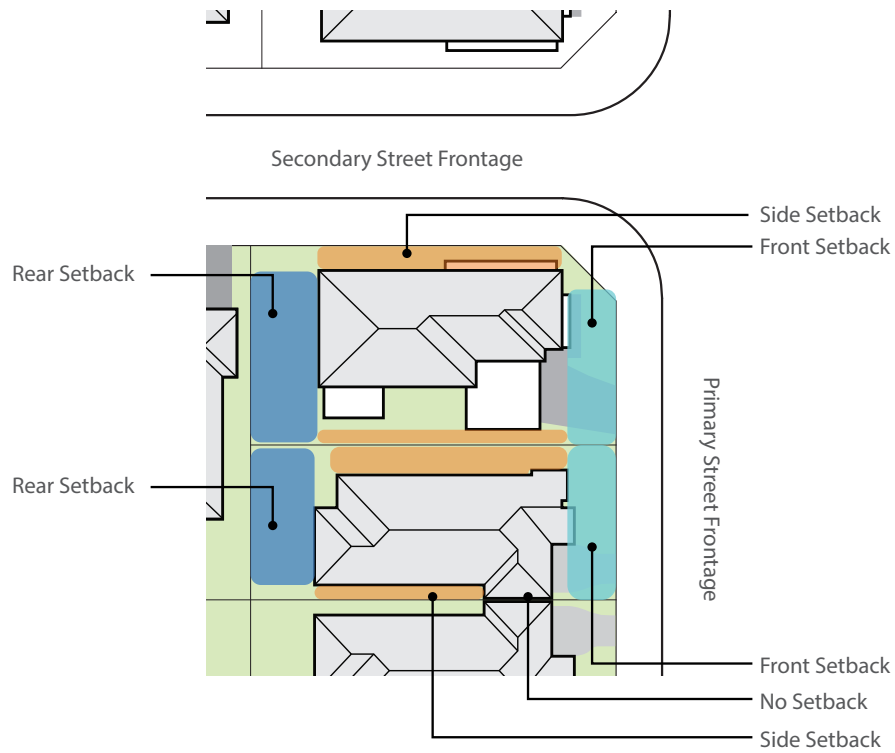 Secondary Street Frontage
Side Setback
Front Setback
Rear Setback
Primary Street Frontage
Rear Setback
Front Setback
No Setback
Side Setback